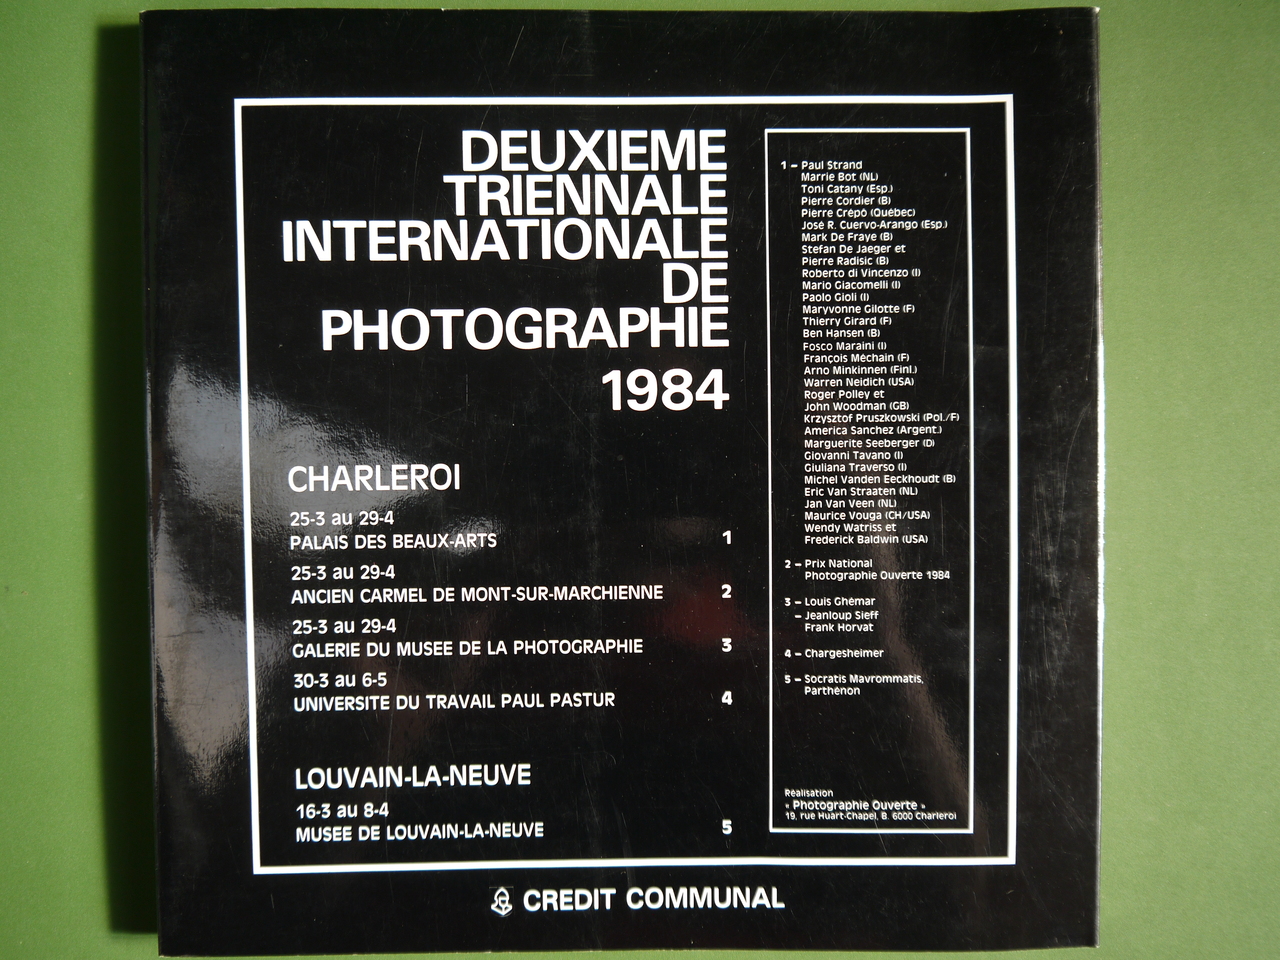 DEUXIEME
TRIENNALE
INTERNATIONALE
DE
PHOTOGRAPHIE
1984
CHARLEROI
25-3 au 29-4
PALAIS DES BEAUX-ARTS 1
25-3 au 29-4
ANCIEN CARMEL DE MONT-SUR-MARCHIENNE 2
25-3 au 29-4
GALERIE DU MUSEE DE LA PHOTOGRAPHIE 3
30-3 au 6-5
UNIVERSITE DU TRAVAIL PAUL PASTUR 4
LOUVAIN-LA-NEUVE
16-3 au 8-4
MUSEE DE LOUVAIN-LA-NEUVE 5
1 – Paul Strand
Marrie Bot (NL)
Toni Catany (Esp.)
Pierre Cordier (B)
Pierre Crépô (Québec)
José R. Cuervo-Arango (Esp.)
Mark De Fraye (B)
Stefan De Jaeger et
Pierre Radisic (B)
Roberto di Vincenzo (I)
Mario Giacomelli (I)
Paolo Gioli (I)
Maryvonne Gilotte (F)
Thierry Girard (F)
Ben Hansen (B)
Fosco Maraini (I)
François Méchain (F)
Arno Minkinnen (Finl.)
Warren Neidich (USA)
Roger Polley et
John Woodman (GB)
Krzysztof Pruszkowski (Pol./F)
America Sanchez (Argent.)
Marguerite Seeberger (D)
Giovanni Tavano (I)
Giuliana Traverso (I)
Michel Vanden Eeckhoudt (B)
Eric Van Straaten (NL)
Jan Van Veen (NL)
Maurice Vouga (CH/USA)
Wendy Watriss et
Frederick Baldwin (USA)
2 – Prix National
Photographie Ouverte 1984
3 – Louis Ghémar
– Jeanloup Sieff
Frank Horvat
4 – Chargesheimer
5 – Socratis Mavrommatis,
Parthénon
Réalisation
« Photographie Ouverte »
19, rue Huart-Chapel, B. 6000 Charleroi
CREDIT COMMUNAL